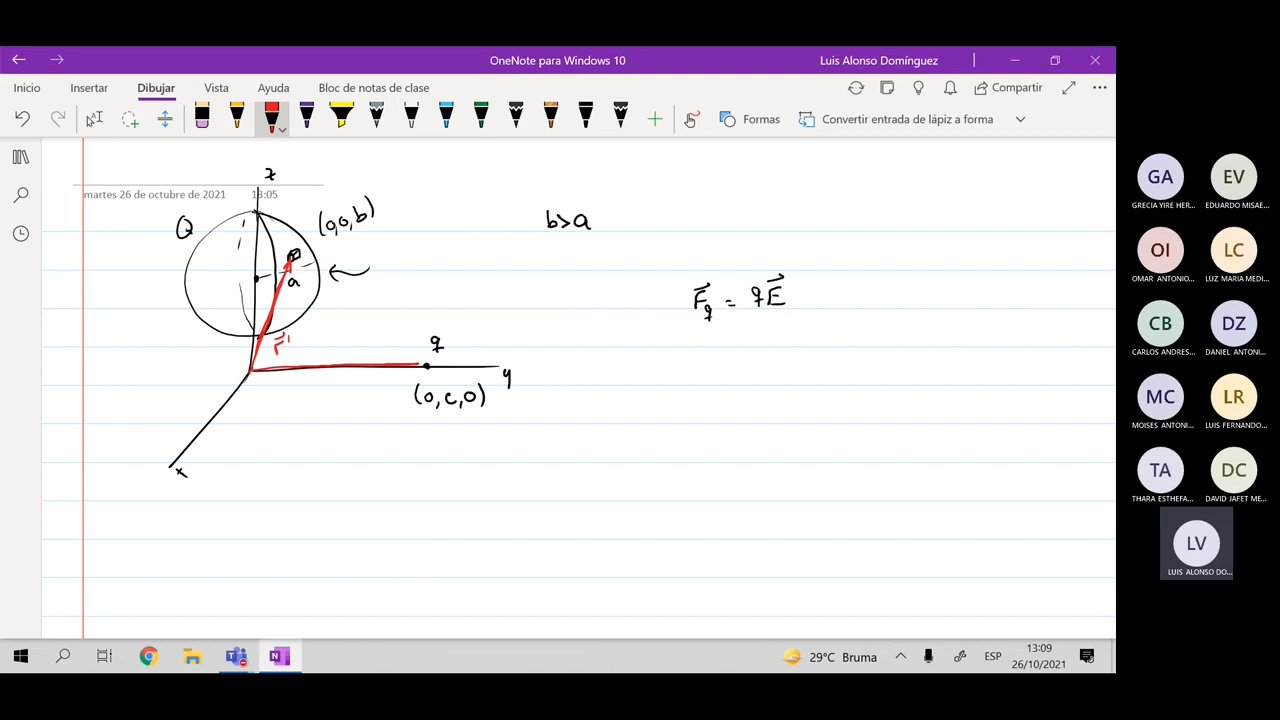 OneNote para Windows 10
Luis Alonso Domínguez
Inicio
Insertar
Dibujar
Vista
Ayuda
Bloc de notas de clase
Compartir
Formas
Convertir entrada de lápiz a forma
martes 26 de octubre de 2021
13:05
z
Q
(0,0,b)
b>a
a
F⃗q = qE⃗
r⃗'
q
y
(0,c,0)
x
GA
GRECIA YIRE HER...
EV
EDUARDO MISAE...
OI
OMAR ANTONIO...
LC
LUZ MARIA MEDI...
CB
CARLOS ANDRES...
DZ
DANIEL ANTONI...
MC
MOISES ANTONI...
LR
LUIS FERNANDO...
TA
THARA ESTHEFA...
DC
DAVID JAFET ME...
LV
LUIS ALONSO DO...
29°C Bruma
ESP
13:09
26/10/2021